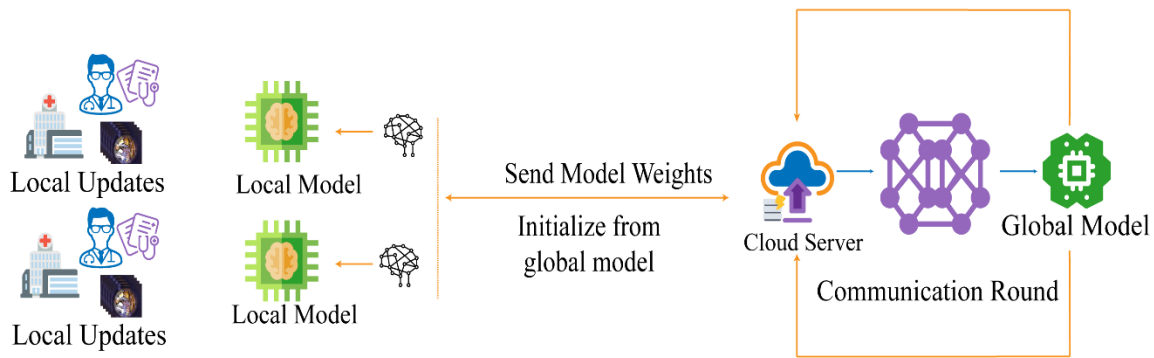 Local Updates
Local Model
Local Updates
Local Model
Send Model Weights
Initialize from
global model
Cloud Server
Global Model
Communication Round